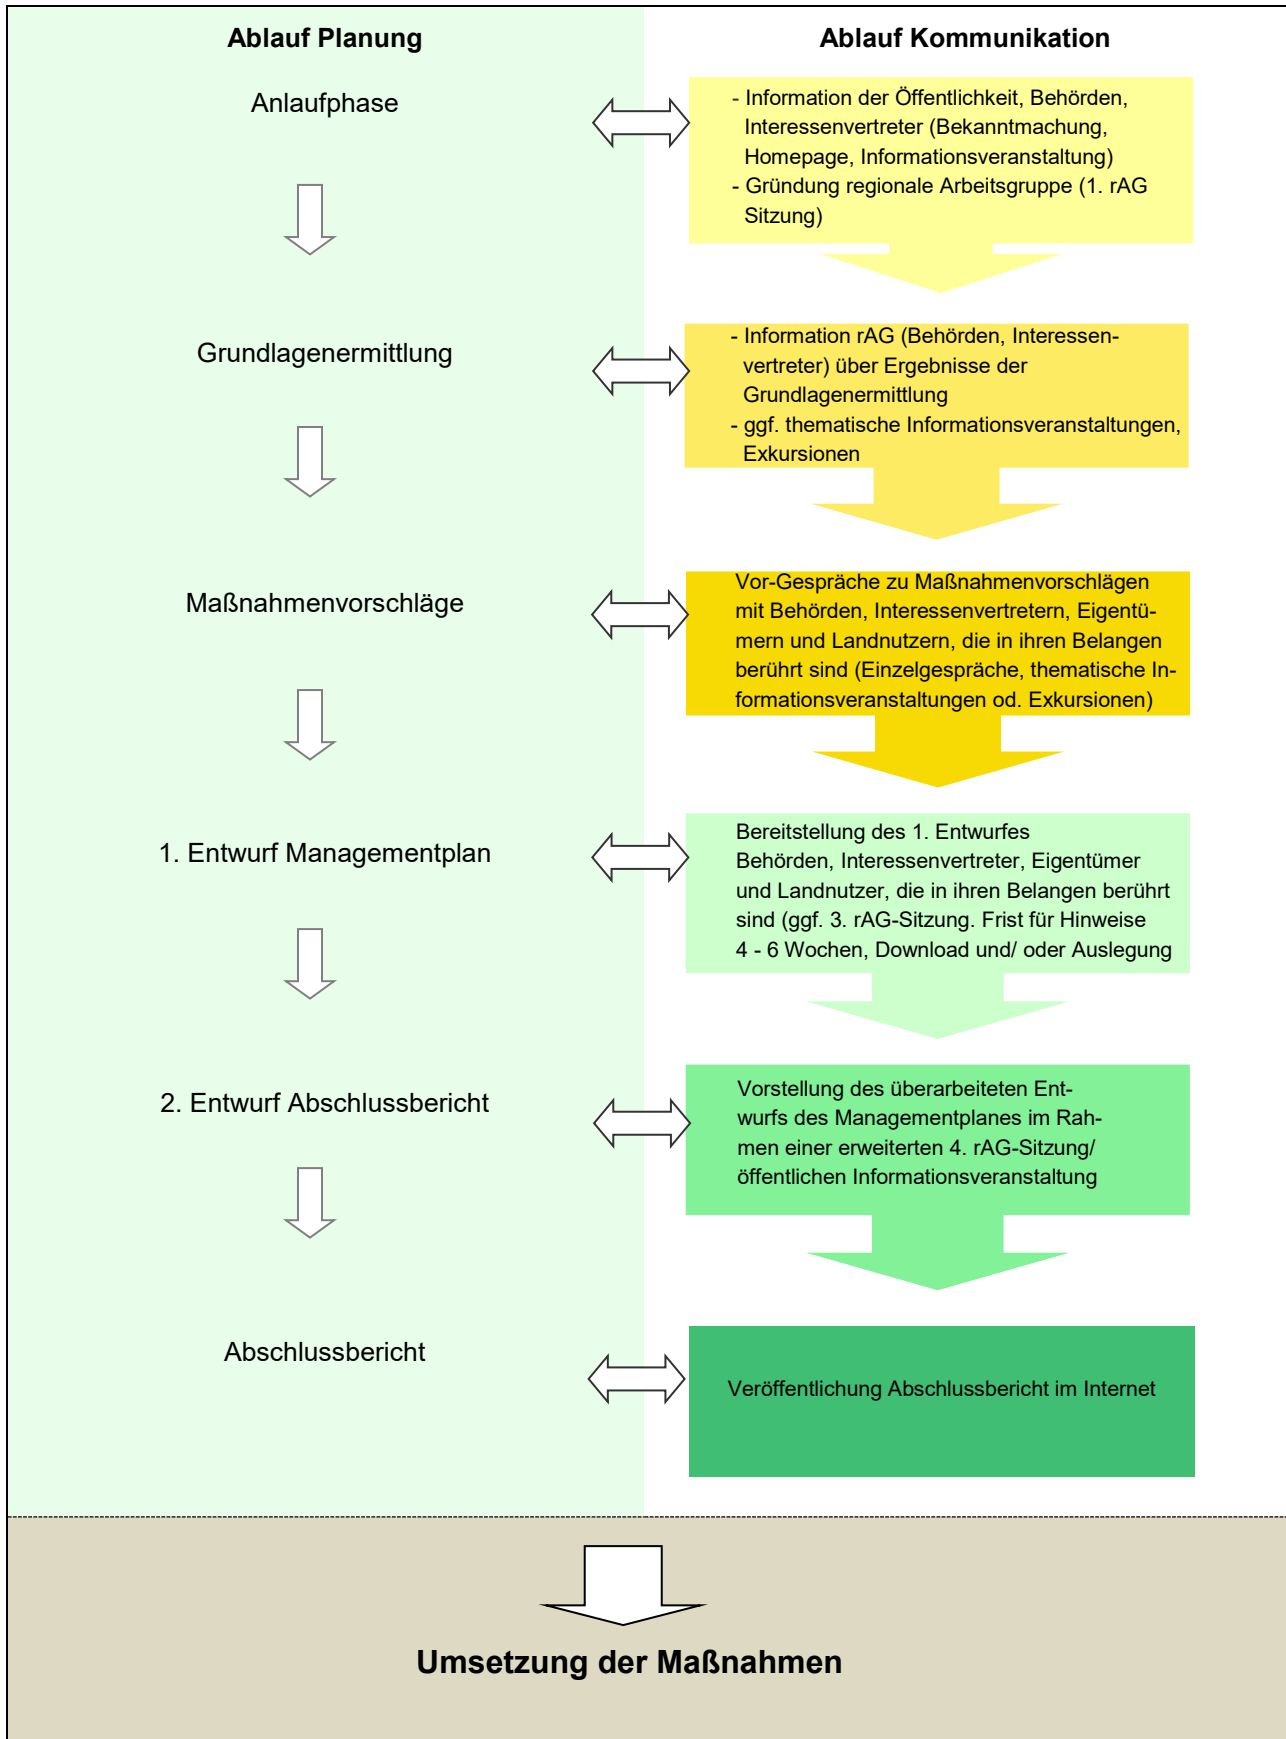 Ablauf Planung
Ablauf Kommunikation
Anlaufphase
- Information der Öffentlichkeit, Behörden,
Interessenvertreter (Bekanntmachung,
Homepage, Informationsveranstaltung)
- Gründung regionale Arbeitsgruppe (1. rAG
Sitzung)
Grundlagenermittlung
- Information rAG (Behörden, Interessen-
vertreter) über Ergebnisse der
Grundlagenermittlung
- ggf. thematische Informationsveranstaltungen,
Exkursionen
Maßnahmenvorschläge
Vor-Gespräche zu Maßnahmenvorschlägen
mit Behörden, Interessenvertretern, Eigentü-
mern und Landnutzern, die in ihren Belangen
berührt sind (Einzelgespräche, thematische In-
formationsveranstaltungen od. Exkursionen)
1. Entwurf Managementplan
Bereitstellung des 1. Entwurfes
Behörden, Interessenvertreter, Eigentümer
und Landnutzer, die in ihren Belangen berührt
sind (ggf. 3. rAG-Sitzung. Frist für Hinweise
4 - 6 Wochen, Download und/ oder Auslegung
2. Entwurf Abschlussbericht
Vorstellung des überarbeiteten Ent-
wurfs des Managementplanes im Rah-
men einer erweiterten 4. rAG-Sitzung/
öffentlichen Informationsveranstaltung
Abschlussbericht
Veröffentlichung Abschlussbericht im Internet
Umsetzung der Maßnahmen